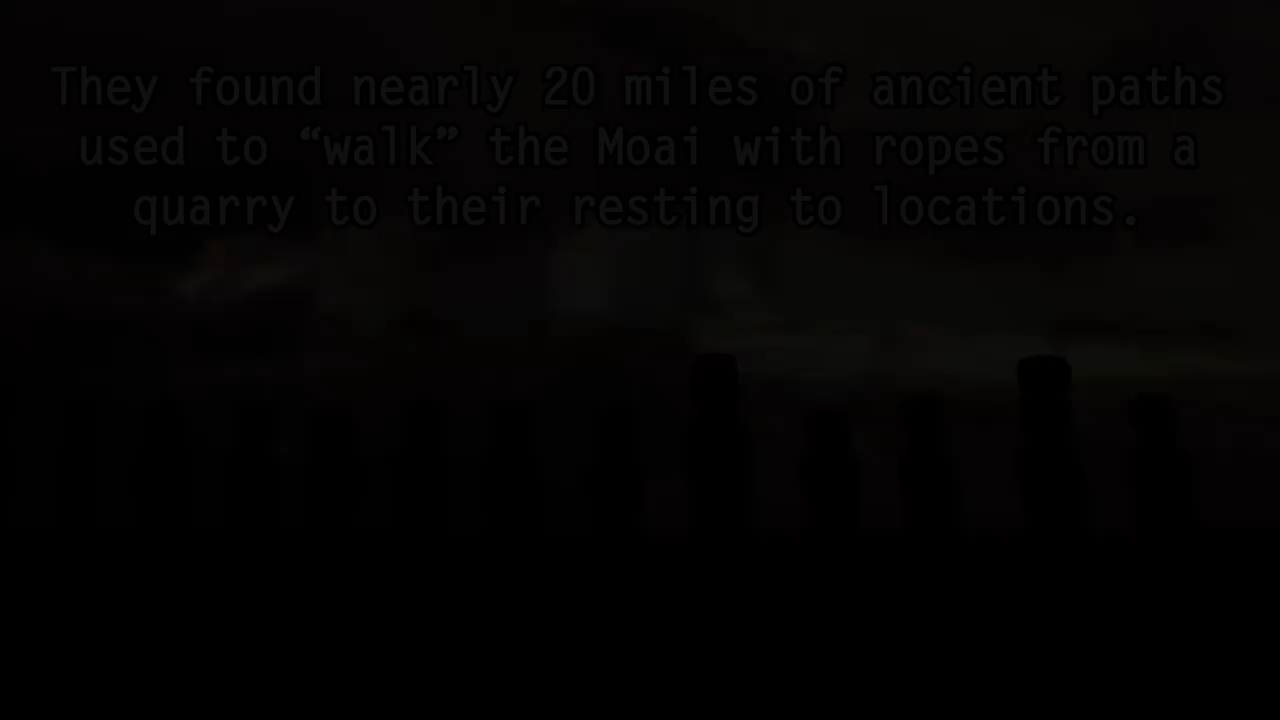 They found nearly 20 miles of ancient paths
used to “walk” the Moai with ropes from a
quarry to their resting to locations.